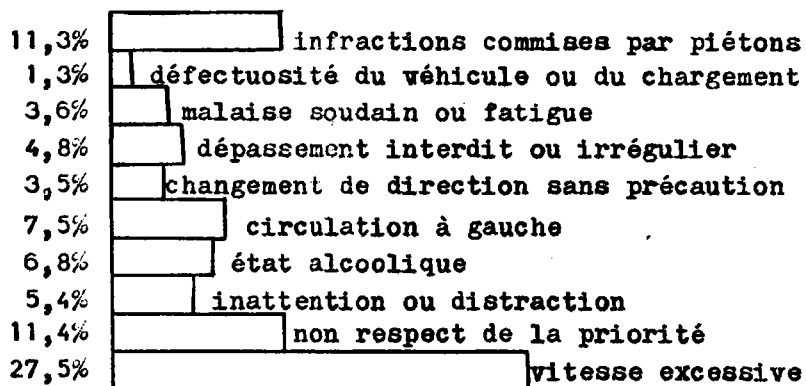 11,3% infractions commises par piétons
1,3% défectuosité du véhicule ou du chargement
3,6% malaise soudain ou fatigue
4,8% dépassement interdit ou irrégulier
3,5% changement de direction sans précaution
7,5% circulation à gauche
6,8% état alcoolique
5,4% inattention ou distraction
11,4% non respect de la priorité
27,5% vitesse excessive